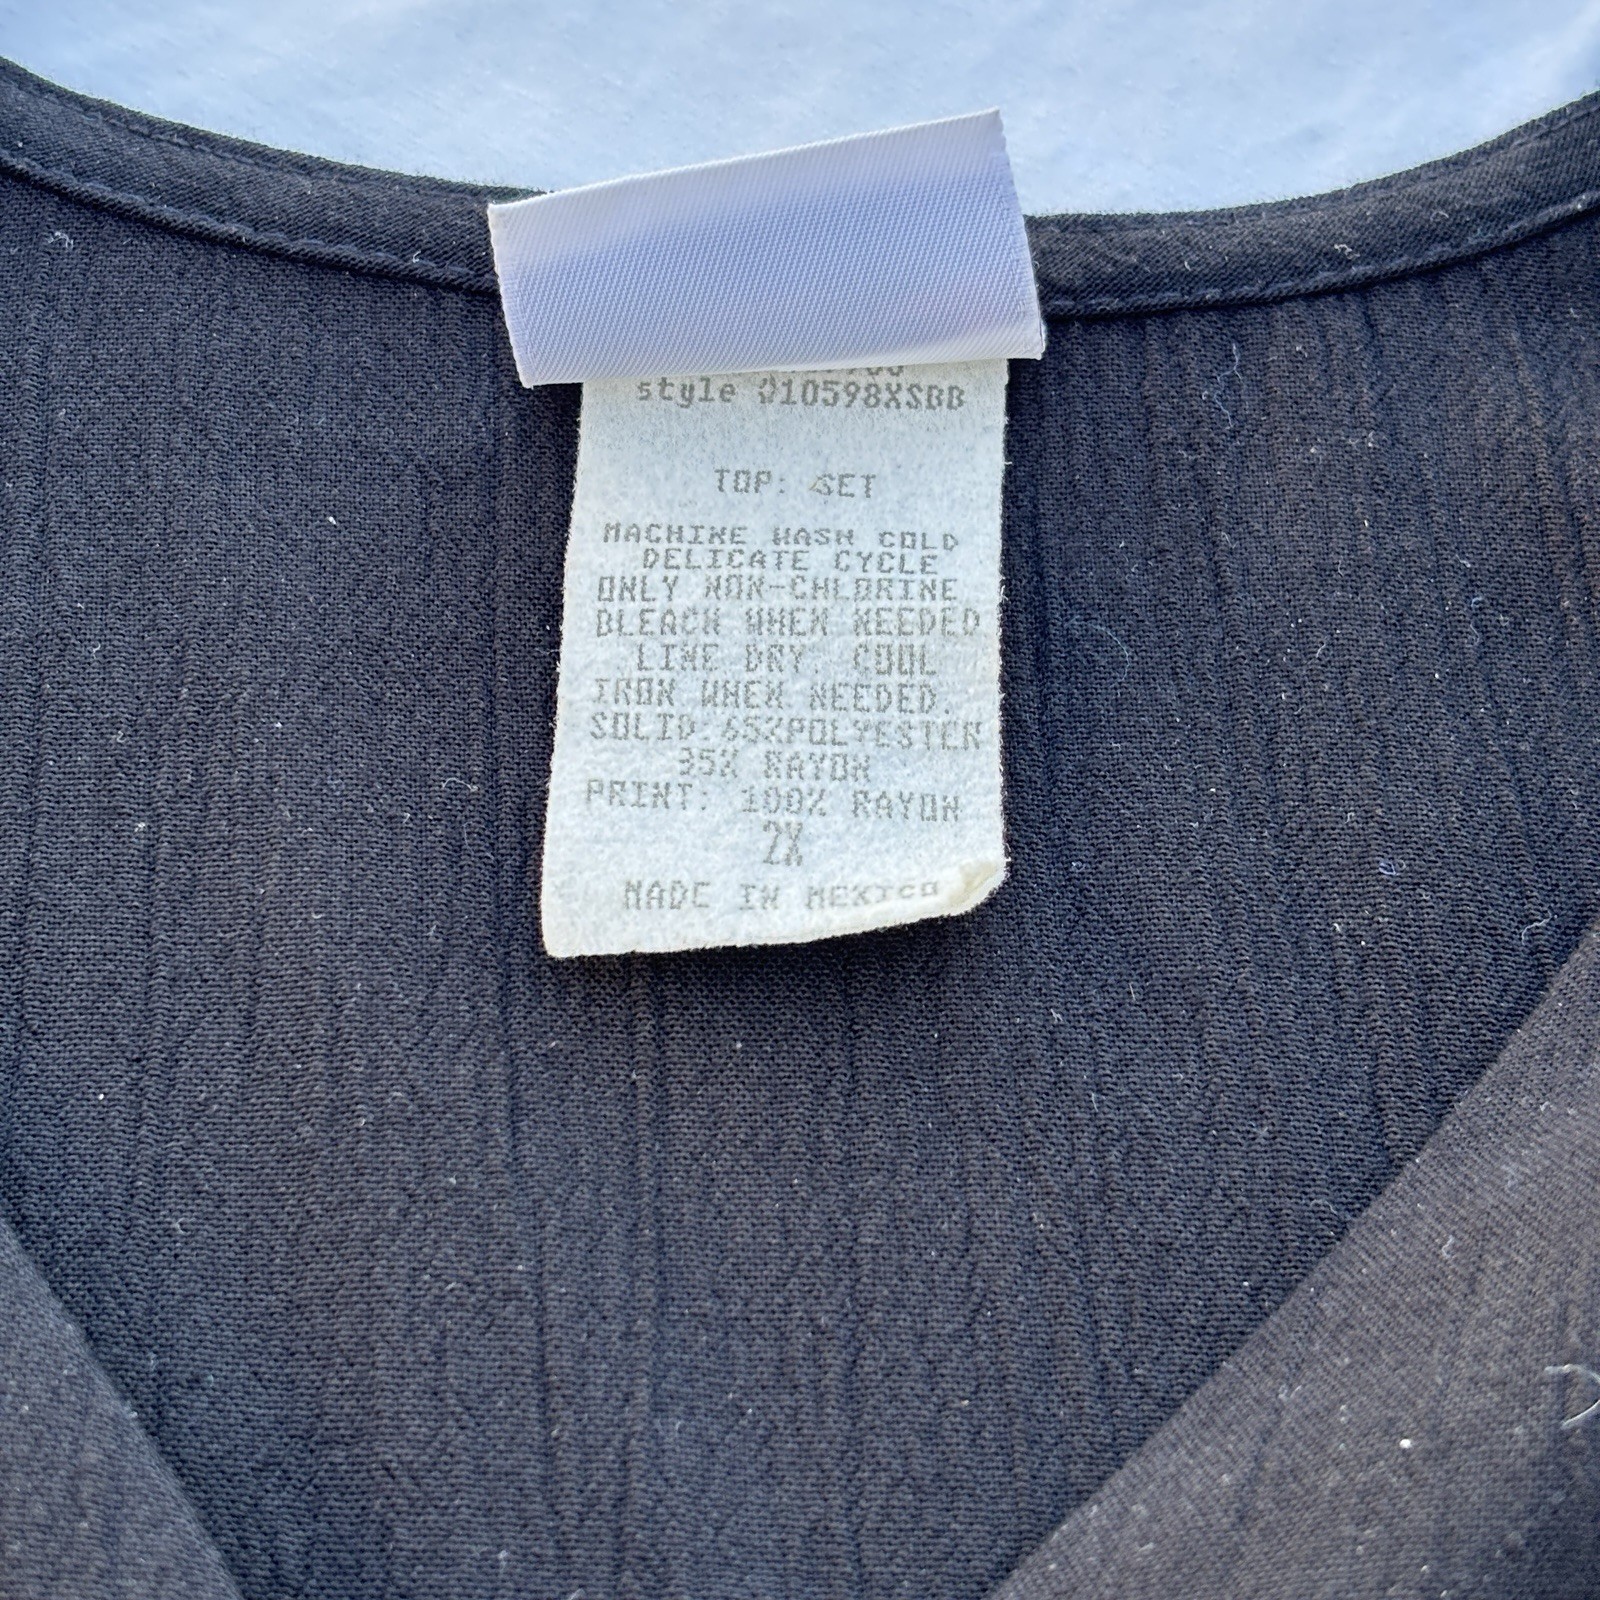 style #10598XSBB
TOP: SET
MACHINE WASH COLD
DELICATE CYCLE
ONLY NON-CHLORINE
BLEACH WHEN NEEDED
LINE DRY. COOL
IRON WHEN NEEDED.
SOLID 65%POLYESTER
35% RAYON
PRINT: 100% RAYON
2X
MADE IN MEXICO